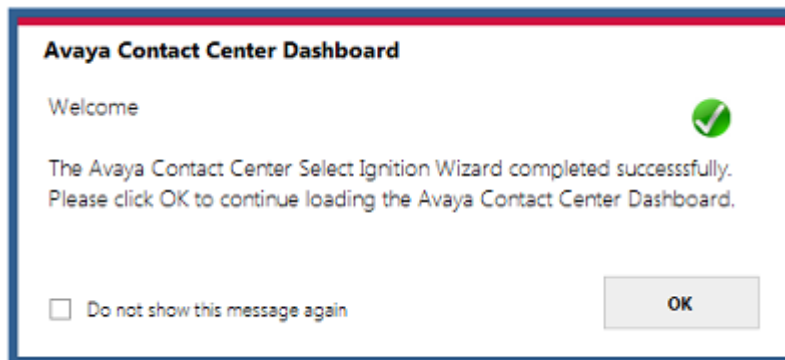 Avaya Contact Center Dashboard
Welcome
The Avaya Contact Center Select Ignition Wizard completed successsfully.
Please click OK to continue loading the Avaya Contact Center Dashboard.
Do not show this message again
OK